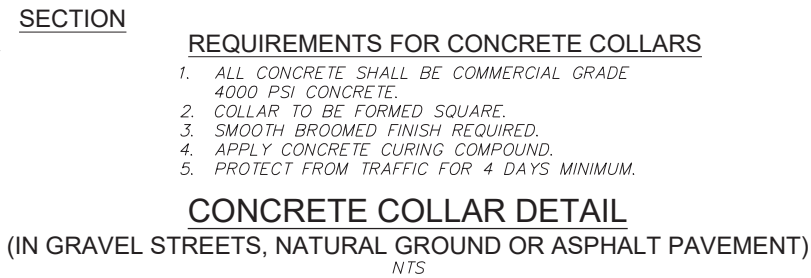 SECTION
REQUIREMENTS FOR CONCRETE COLLARS
1. ALL CONCRETE SHALL BE COMMERCIAL GRADE
4000 PSI CONCRETE.
2. COLLAR TO BE FORMED SQUARE.
3. SMOOTH BROOMED FINISH REQUIRED.
4. APPLY CONCRETE CURING COMPOUND.
5. PROTECT FROM TRAFFIC FOR 4 DAYS MINIMUM.
CONCRETE COLLAR DETAIL
(IN GRAVEL STREETS, NATURAL GROUND OR ASPHALT PAVEMENT)
NTS